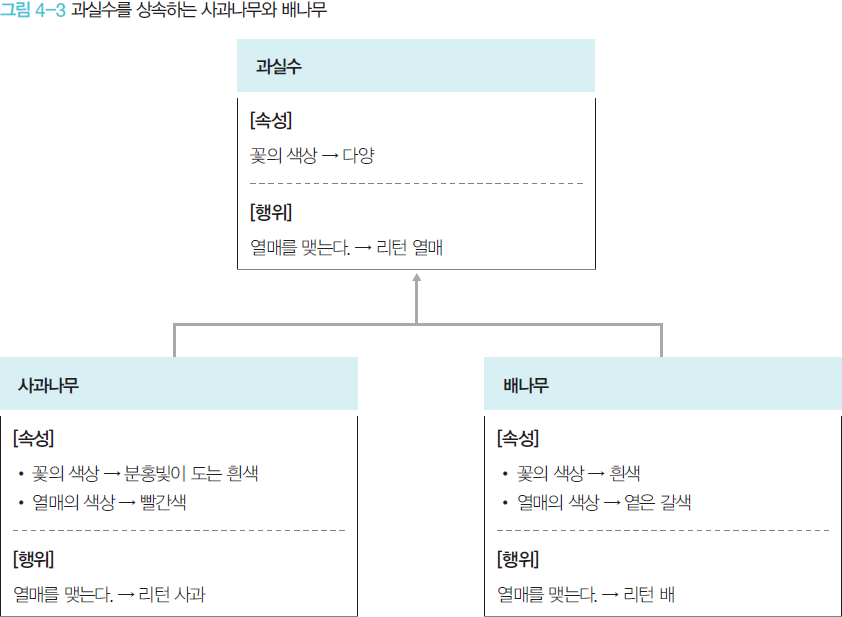 그림 4-3 과실수를 상속하는 사과나무와 배나무
과실수
[속성]
꽃의 색상 → 다양
[행위]
열매를 맺는다. → 리턴 열매
사과나무
[속성]
• 꽃의 색상 → 분홍빛이 도는 흰색
• 열매의 색상 → 빨간색
[행위]
열매를 맺는다. → 리턴 사과
배나무
[속성]
• 꽃의 색상 → 흰색
• 열매의 색상 → 옅은 갈색
[행위]
열매를 맺는다. → 리턴 배